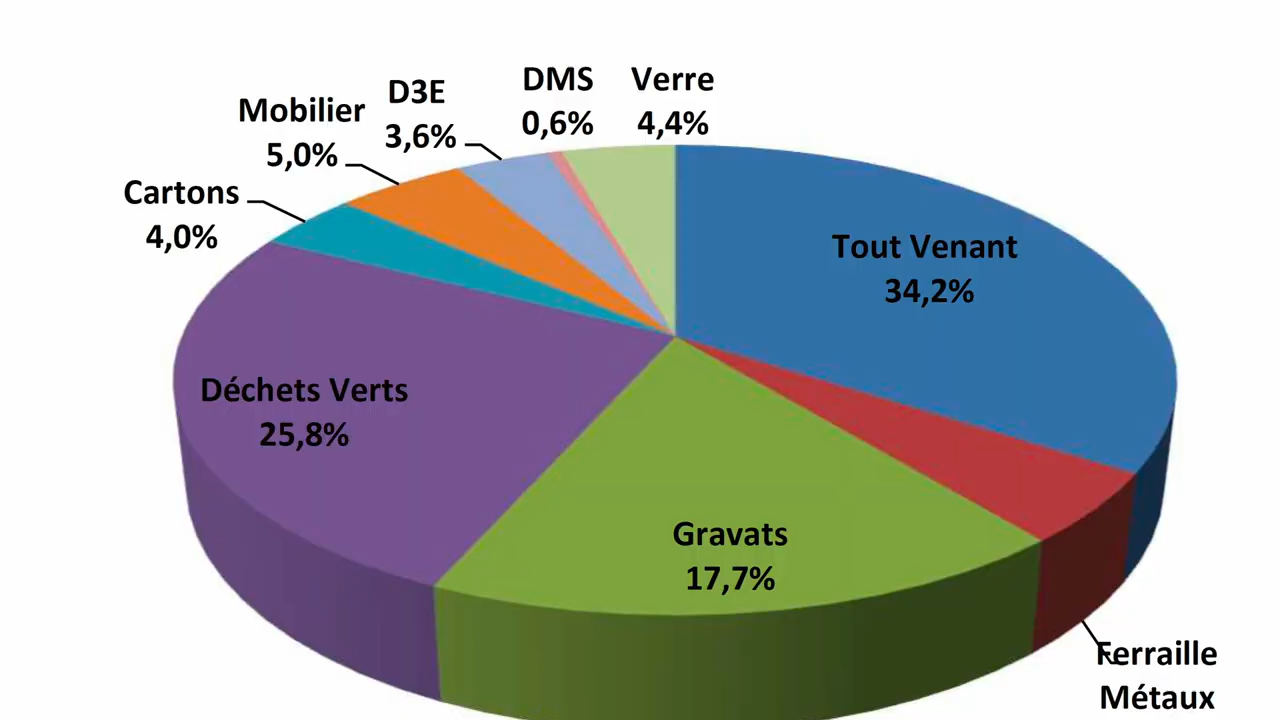 DMS
0,6%
Verre
4,4%
D3E
3,6%
Mobilier
5,0%
Cartons
4,0%
Tout Venant
34,2%
Déchets Verts
25,8%
Gravats
17,7%
Ferraille
Métaux